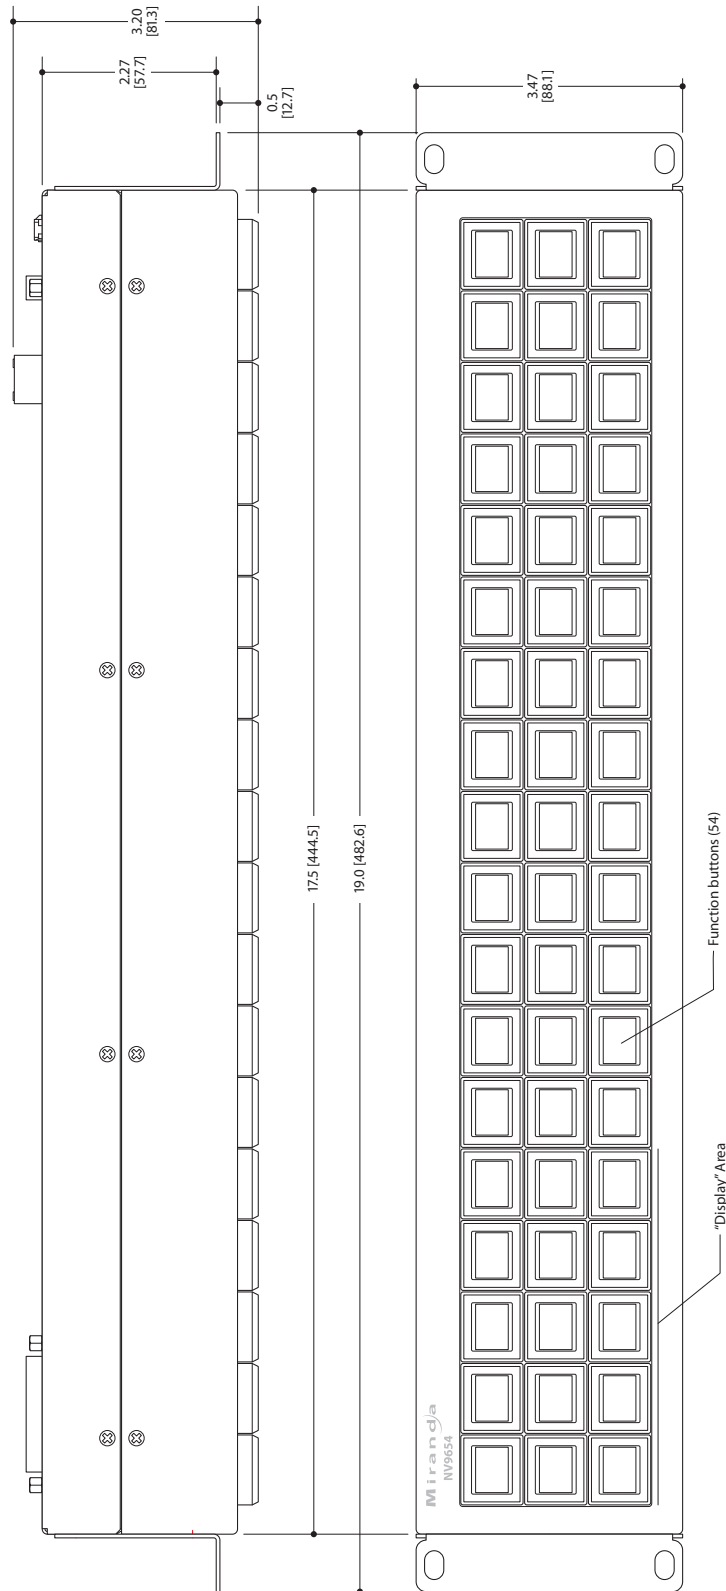 3.20
[81.3]
2.27
[57.7]
0.5
[12.7]
17.5 [444.5]
19.0 [482.6]
3.47
[88.1]
Miranda
NV9654
Function buttons (54)
“Display” Area